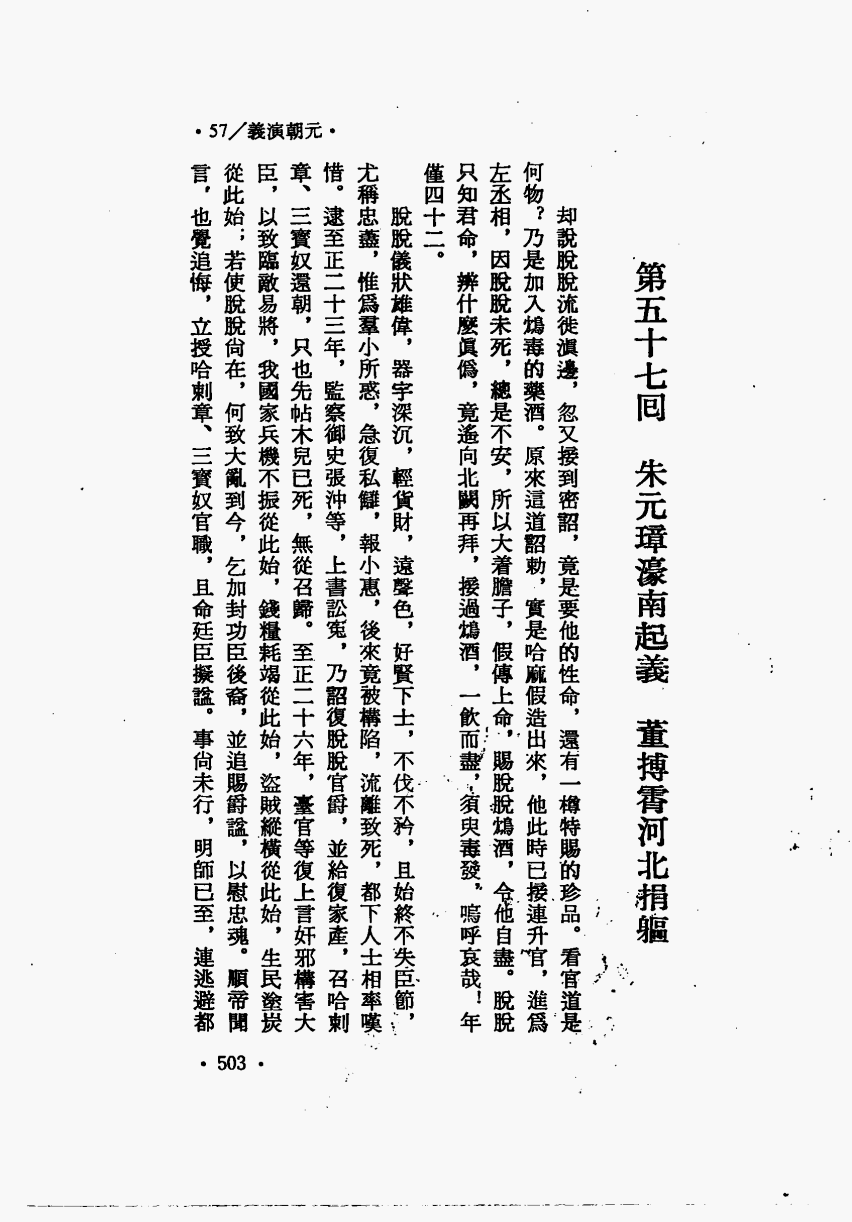 元朝演義／57
第五十七回　朱元璋濠南起義　董搏霄河北捐軀
却說脫脫流徙滇邊，忽又接到密詔，竟是要他的性命，還有一樽特賜的珍品。看官道是
何物？乃是加入鴆毒的藥酒。原來這道詔勅，實是哈麻假造出來，他此時已接連升官，進爲
左丞相，因脫脫未死，總是不安，所以大着膽子，假傳上命，賜脫脫鴆酒，令他自盡。脫脫
只知君命，辨什麼眞僞，竟遙向北闕再拜，接過鴆酒，一飲而盡，須臾毒發，嗚呼哀哉！年
僅四十二。
脫脫儀狀雄偉，器宇深沉，輕貨財，遠聲色，好賢下士，不伐不矜，且始終不失臣節，
尤稱忠藎，惟爲羣小所惑，急復私讎，報小惠，後來竟被構陷，流離致死，都下人士相率嘆
惜。逮至正二十三年，監察御史張沖等，上書訟寃，乃詔復脫脫官爵，並給復家產，召哈剌
章、三寶奴還朝，只也先帖木兒已死，無從召歸。至正二十六年，臺官等復上言奸邪構害大
臣，以致臨敵易將，我國家兵機不振從此始，錢糧耗竭從此始，盜賊縱橫從此始，生民塗炭
從此始；若使脫脫尙在，何致大亂到今，乞加封功臣後裔，並追賜爵諡，以慰忠魂。順帝聞
言，也覺追悔，立授哈剌章、三寶奴官職，且命廷臣擬諡。事尙未行，明師已至，連逃避都
·503·